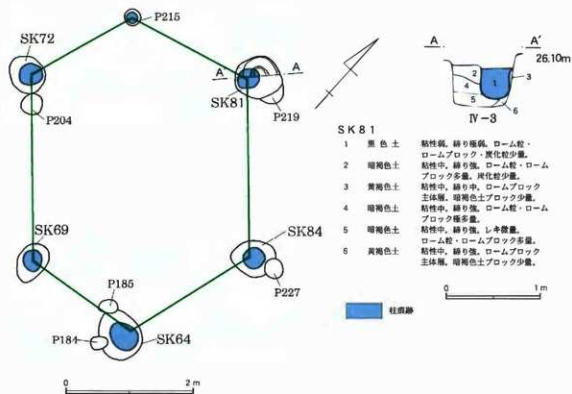 P215
SK72
A
A
SK81
P219
P204
SK69
SK84
P185
P227
P184
SK64
0 2 m
A A'
26.10m
1
2
3
4
5
6
Ⅳ-3
SK81
1 黒色土 粘性弱。締り極弱。ローム粒・
ロームブロック・炭化粒少量。
2 暗褐色土 粘性中。締り強。ローム粒・ローム
ブロック多量。炭化粒少量。
3 黄褐色土 粘性中。締り中。ロームブロック
主体層。暗褐色土ブロック少量。
4 暗褐色土 粘性中。締り強。ローム粒・ローム
ブロック極多量。
5 暗褐色土 粘性中。締り強。レキ微量。
ローム粒・ロームブロック多量。
6 黄褐色土 粘性中。締り強。ロームブロック
主体層。暗褐色土ブロック少量。
柱痕跡
0 1 m